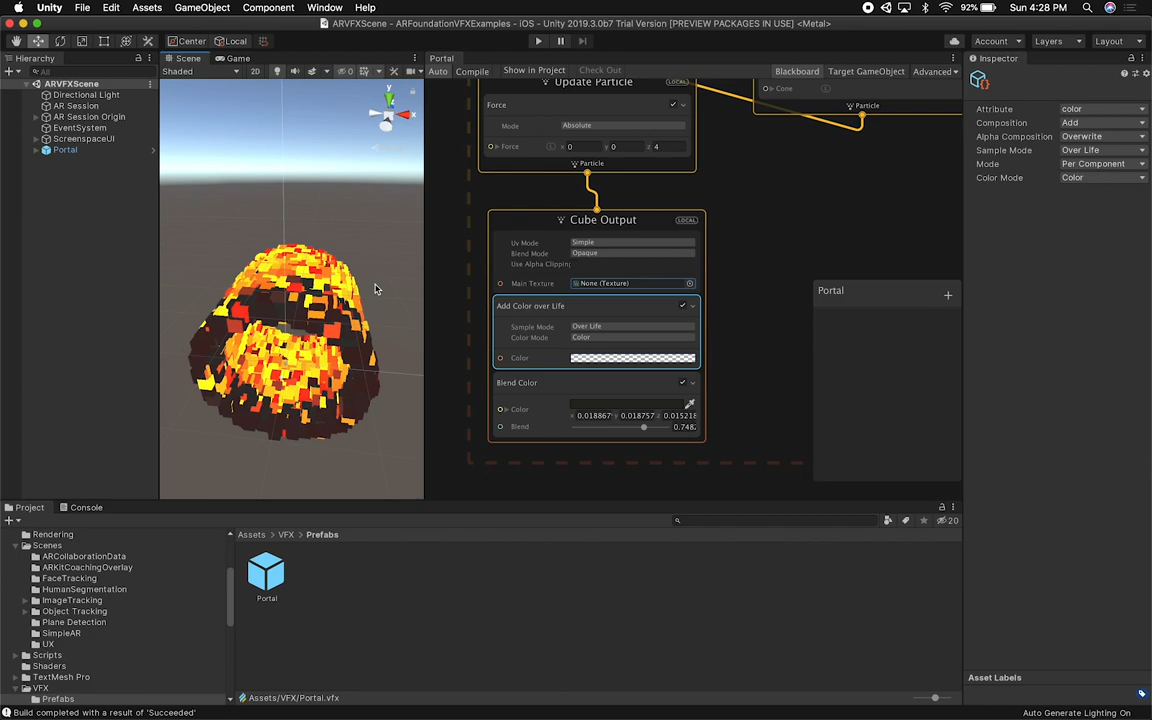 Unity File Edit Assets GameObject Component Window Help 92% Sun 4:28 PM
ARVFXScene - ARFoundationVFXExamples - iOS - Unity 2019.3.0b7 Trial Version [PREVIEW PACKAGES IN USE] <Metal>
Center Local Account Layers Layout
Hierarchy
All
ARVFXScene
Directional Light
AR Session
AR Session Origin
EventSystem
ScreenspaceUI
Portal
Scene Game
Shaded 2D 0
y
x
Portal
Auto Compile Show in Project Check Out Blackboard Target GameObject Advanced
Update Particle LOCAL
Force
Mode Absolute
Force L x 0 y 0 z 4
Particle
Cone
Particle
Cube Output LOCAL
Uv Mode Simple
Blend Mode Opaque
Use Alpha Clipping
Main Texture None (Texture)
Add Color over Life
Sample Mode Over Life
Color Mode Color
Color
Blend Color
Color
x 0.018867 y 0.018757 z 0.015218
Blend 0.7482
Portal
+
Inspector
Attribute color
Composition Add
Alpha Composition Overwrite
Sample Mode Over Life
Mode Per Component
Color Mode Color
Asset Labels
Project Console
20
Rendering
Scenes
ARCollaborationData
ARKitCoachingOverlay
FaceTracking
HumanSegmentation
ImageTracking
Object Tracking
Plane Detection
SimpleAR
UX
Scripts
Shaders
TextMesh Pro
VFX
Prefabs
Assets > VFX > Prefabs
Portal
Assets/VFX/Portal.vfx
Build completed with a result of 'Succeeded' Auto Generate Lighting On